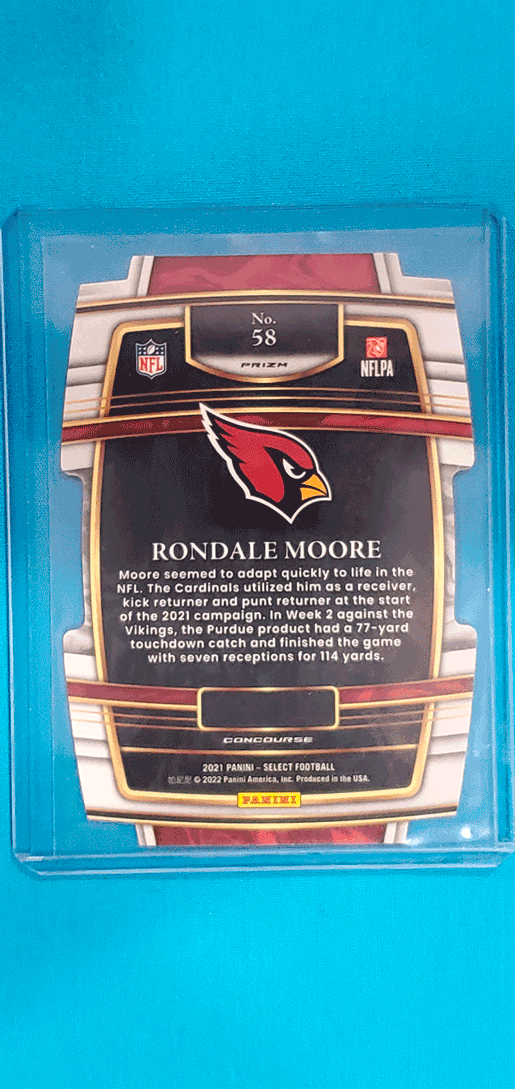 No.
58
PRIZM
NFL
NFLPA
RONDALE MOORE
Moore seemed to adapt quickly to life in the
NFL. The Cardinals utilized him as a receiver,
kick returner and punt returner at the start
of the 2021 campaign. In Week 2 against the
Vikings, the Purdue product had a 77-yard
touchdown catch and finished the game
with seven receptions for 114 yards.
CONCOURSE
2021 PANINI – SELECT FOOTBALL
© 2022 Panini America, Inc. Produced in the USA.
PANINI